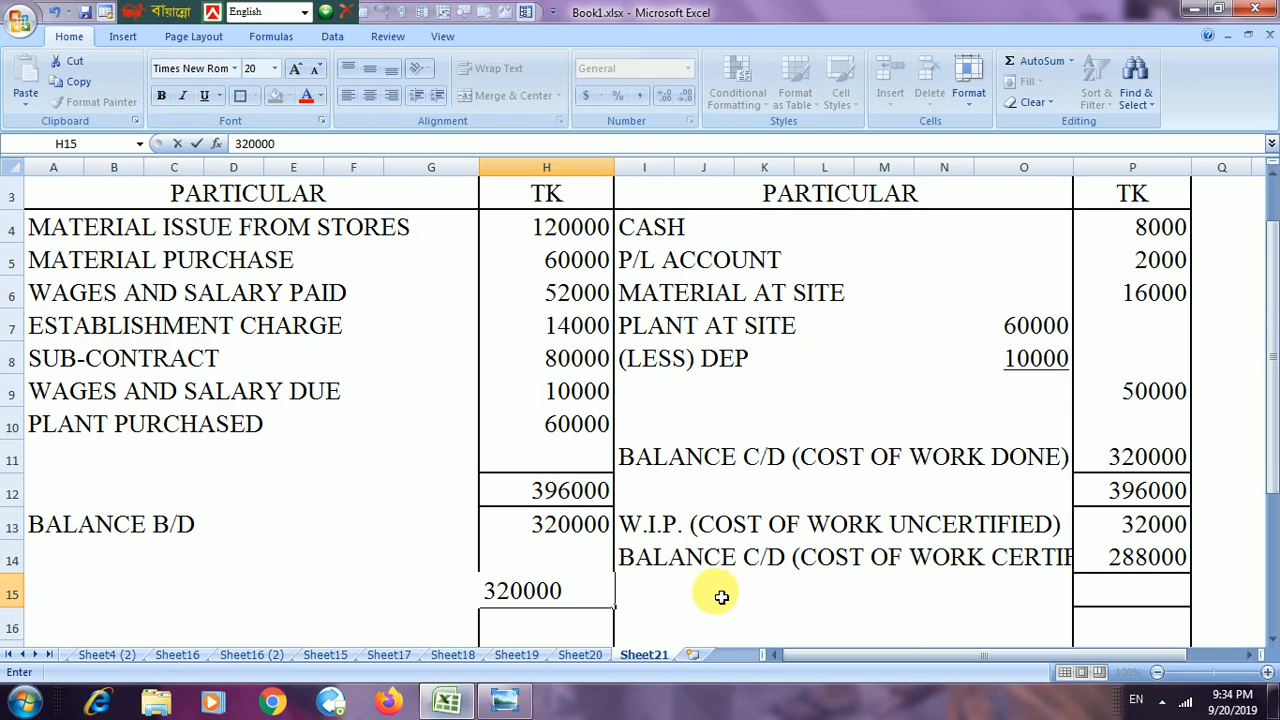 বায়ান্নো English Book1.xlsx - Microsoft Excel
Home Insert Page Layout Formulas Data Review View
Paste Cut Copy Format Painter Clipboard
Times New Rom 20 B I U A Font
Wrap Text Merge & Center Alignment
General $ % , Number
Conditional Formatting Format as Table Cell Styles Styles
Insert Delete Format Cells
Σ AutoSum Fill Clear Sort & Filter Find & Select Editing
H15 fx 320000
A B C D E F G H I J K L M N O P Q
3 PARTICULAR TK PARTICULAR TK
4 MATERIAL ISSUE FROM STORES 120000 CASH 8000
5 MATERIAL PURCHASE 60000 P/L ACCOUNT 2000
6 WAGES AND SALARY PAID 52000 MATERIAL AT SITE 16000
7 ESTABLISHMENT CHARGE 14000 PLANT AT SITE 60000
8 SUB-CONTRACT 80000 (LESS) DEP 10000
9 WAGES AND SALARY DUE 10000 50000
10 PLANT PURCHASED 60000
11 BALANCE C/D (COST OF WORK DONE) 320000
12 396000 396000
13 BALANCE B/D 320000 W.I.P. (COST OF WORK UNCERTIFIED) 32000
14 BALANCE C/D (COST OF WORK CERTIF 288000
15 320000
16
Sheet4 (2) Sheet16 Sheet16 (2) Sheet15 Sheet17 Sheet18 Sheet19 Sheet20 Sheet21
Enter 100%
EN 9:34 PM
9/20/2019